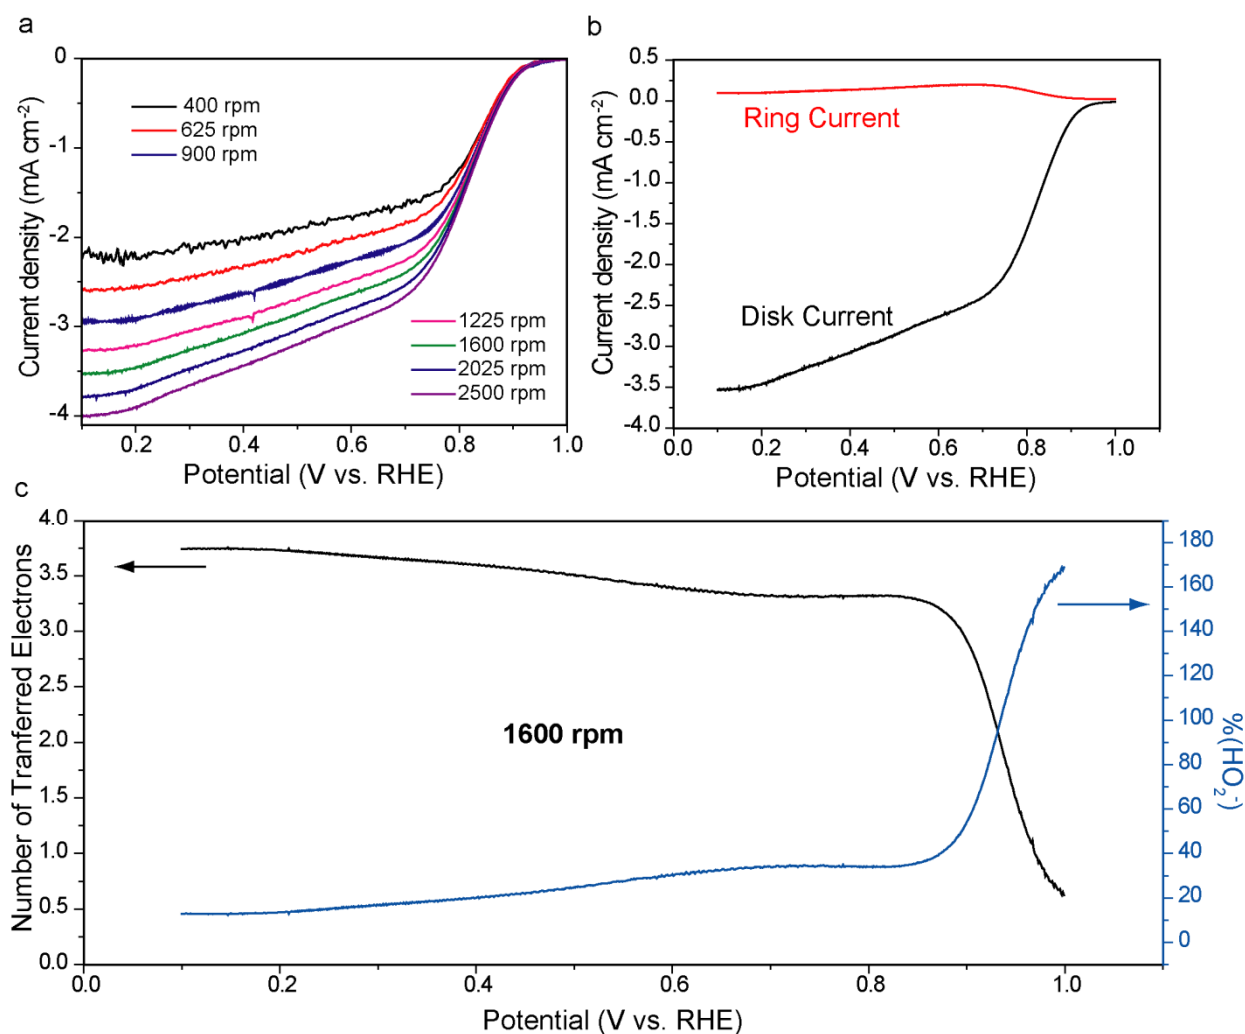 a
0
-1
-2
-3
-4
400 rpm
625 rpm
900 rpm
1225 rpm
1600 rpm
2025 rpm
2500 rpm
0.2 0.4 0.6 0.8 1.0
Current density (mA cm⁻²)
Potential (V vs. RHE)
b
0.5
0.0
-0.5
-1.0
-1.5
-2.0
-2.5
-3.0
-3.5
-4.0
Ring Current
Disk Current
0.0 0.2 0.4 0.6 0.8 1.0
Current density (mA cm⁻²)
Potential (V vs. RHE)
c
4.0
3.5
3.0
2.5
2.0
1.5
1.0
0.5
0.0
Number of Tranferred Electrons
1600 rpm
180
160
140
120
100
80
60
40
20
0
%(HO₂⁻)
0.0 0.2 0.4 0.6 0.8 1.0
Potential (V vs. RHE)